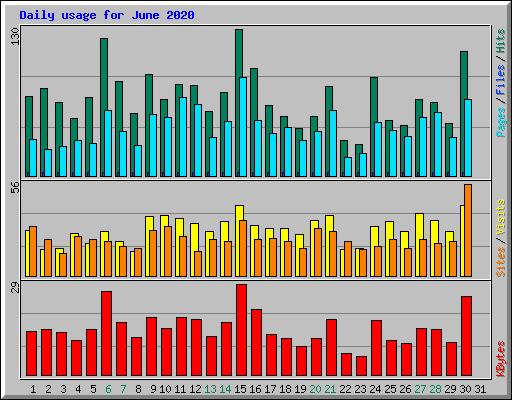 Daily usage for June 2020
130
Pages / Files / Hits
56
Sites / Visits
29
KBytes
1 2 3 4 5 6 7 8 9 10 11 12 13 14 15 16 17 18 19 20 21 22 23 24 25 26 27 28 29 30 31